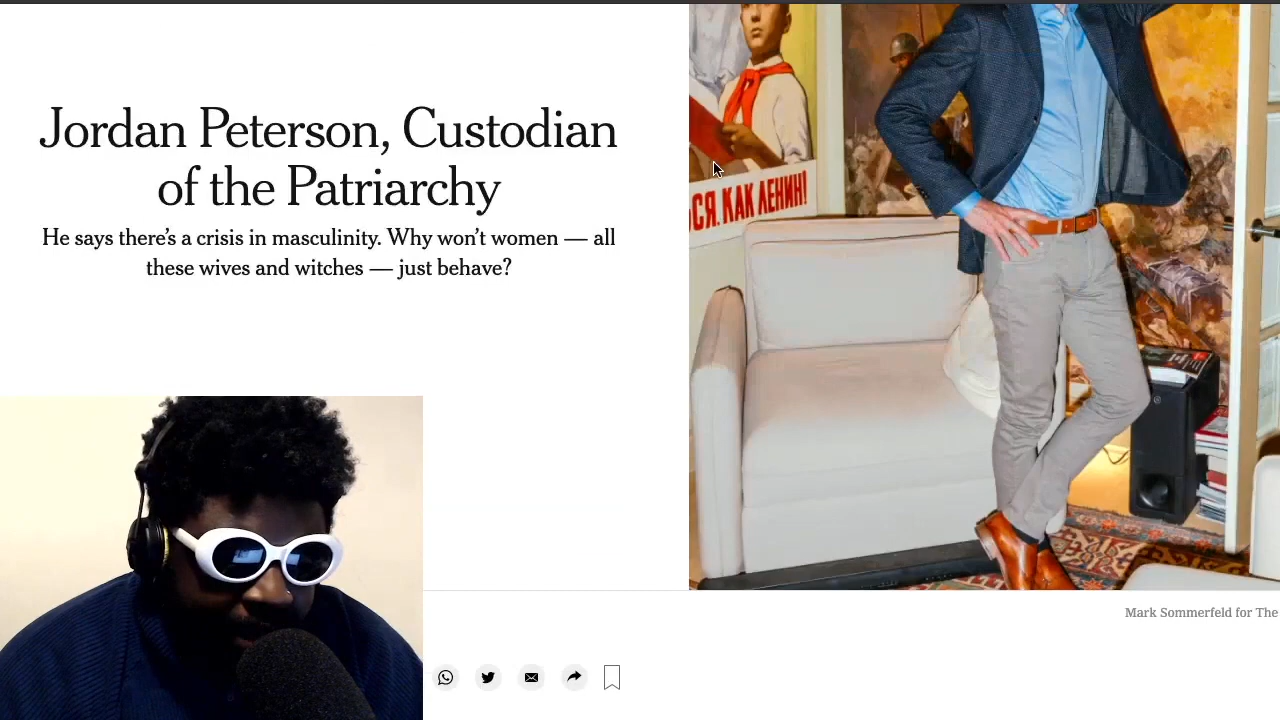 Jordan Peterson, Custodian
of the Patriarchy
He says there's a crisis in masculinity. Why won't women — all
these wives and witches — just behave?
СЯ, КАК ЛЕНИН!
Mark Sommerfeld for The